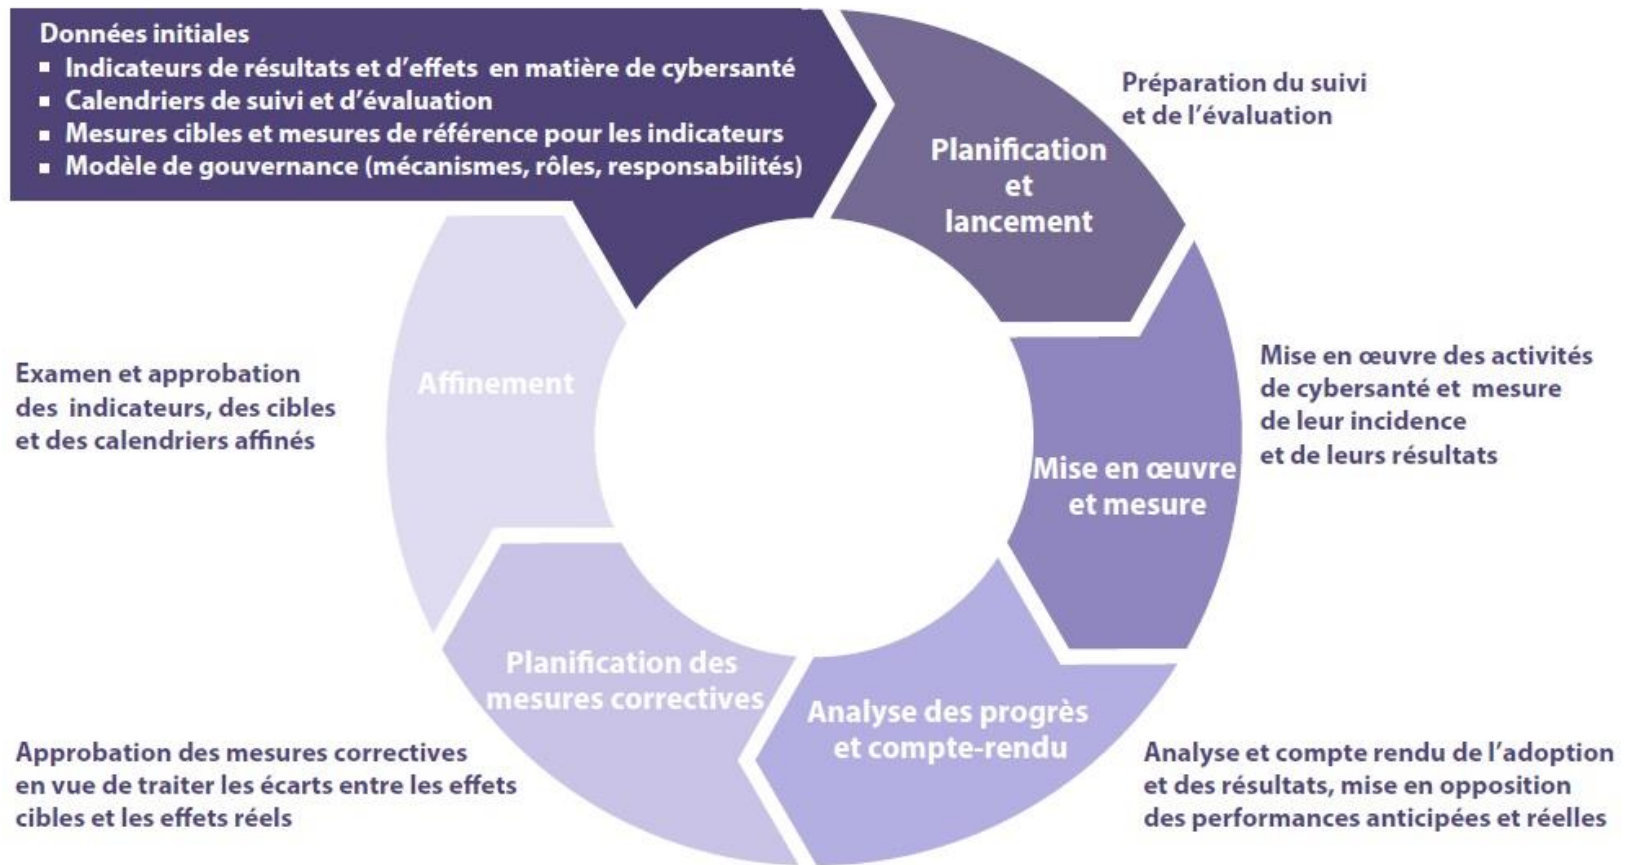 Données initiales
▪ Indicateurs de résultats et d’effets en matière de cybersanté
▪ Calendriers de suivi et d’évaluation
▪ Mesures cibles et mesures de référence pour les indicateurs
▪ Modèle de gouvernance (mécanismes, rôles, responsabilités)
Planification
et
lancement
Préparation du suivi
et de l’évaluation
Mise en œuvre
et mesure
Mise en œuvre des activités
de cybersanté et mesure
de leur incidence
et de leurs résultats
Analyse des progrès
et compte-rendu
Analyse et compte rendu de l’adoption
et des résultats, mise en opposition
des performances anticipées et réelles
Planification des
mesures correctives
Approbation des mesures correctives
en vue de traiter les écarts entre les effets
cibles et les effets réels
Affinement
Examen et approbation
des indicateurs, des cibles
et des calendriers affinés